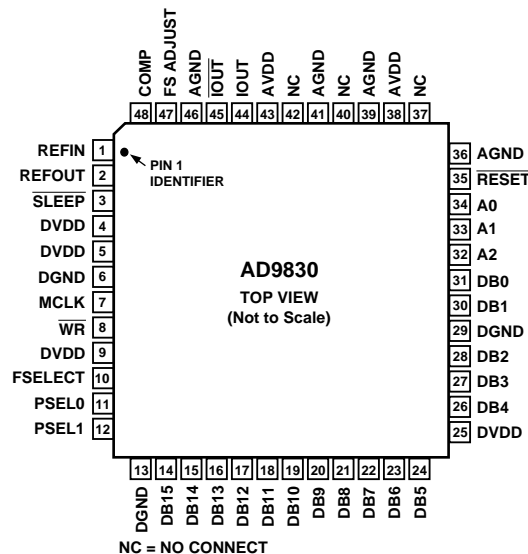 COMP
FS ADJUST
AGND
IOUT
IOUT
AVDD
NC
AGND
NC
AGND
AVDD
NC
48 47 46 45 44 43 42 41 40 39 38 37
REFIN 1
REFOUT 2
SLEEP 3
DVDD 4
DVDD 5
DGND 6
MCLK 7
WR 8
DVDD 9
FSELECT 10
PSEL0 11
PSEL1 12
PIN 1
IDENTIFIER
AD9830
TOP VIEW
(Not to Scale)
36 AGND
35 RESET
34 A0
33 A1
32 A2
31 DB0
30 DB1
29 DGND
28 DB2
27 DB3
26 DB4
25 DVDD
13 14 15 16 17 18 19 20 21 22 23 24
DGND
DB15
DB14
DB13
DB12
DB11
DB10
DB9
DB8
DB7
DB6
DB5
NC = NO CONNECT